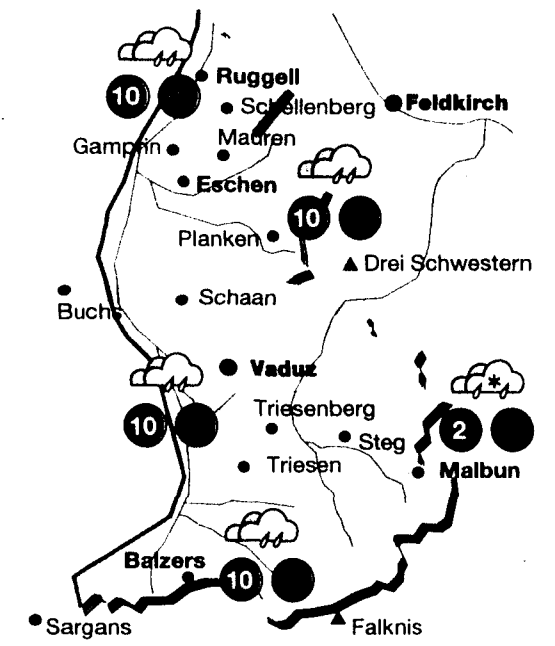 Ruggell
10
Schellenberg
Feldkirch
Mauren
Gamprin
Eschen
10
Planken
Drei Schwestern
Buchs
Schaan
Vaduz
Triesenberg
10
2
Steg
Triesen
Malbun
Balzers
10
Sargans
Falknis